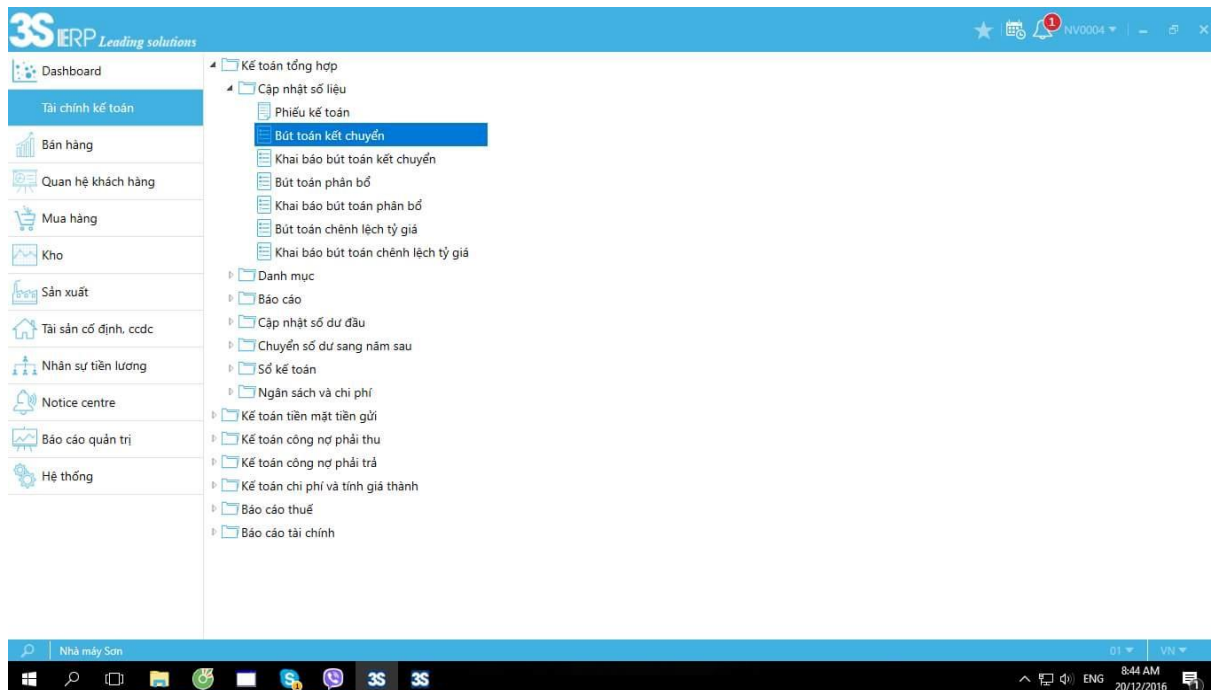 3S ERP Leading solutions
1
NV0004
Dashboard
Tài chính kế toán
Bán hàng
Quan hệ khách hàng
Mua hàng
Kho
Sản xuất
Tài sản cố định, ccdc
Nhân sự tiền lương
Notice centre
Báo cáo quản trị
Hệ thống
Kế toán tổng hợp
Cập nhật số liệu
Phiếu kế toán
Bút toán kết chuyển
Khai báo bút toán kết chuyển
Bút toán phân bổ
Khai báo bút toán phân bổ
Bút toán chênh lệch tỷ giá
Khai báo bút toán chênh lệch tỷ giá
Danh mục
Báo cáo
Cập nhật số dư đầu
Chuyển số dư sang năm sau
Sổ kế toán
Ngân sách và chi phí
Kế toán tiền mặt tiền gửi
Kế toán công nợ phải thu
Kế toán công nợ phải trả
Kế toán chi phí và tính giá thành
Báo cáo thuế
Báo cáo tài chính
Nhà máy Sơn
01
VN
3S
3S
ENG
8:44 AM
20/12/2016
1